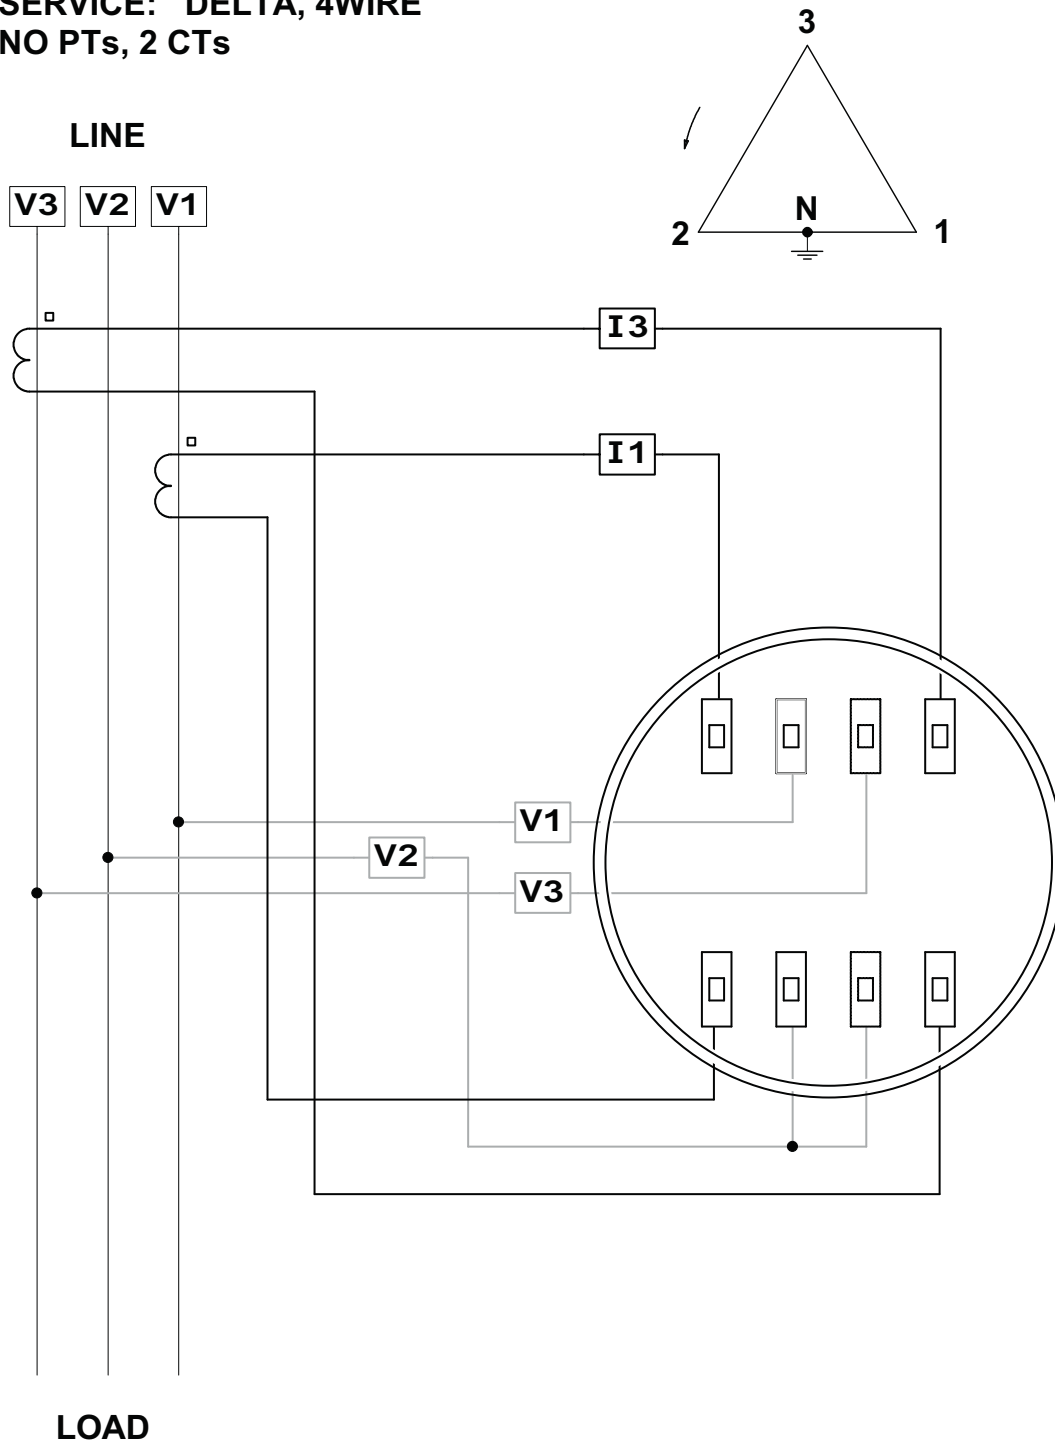 SERVICE: DELTA, 4WIRE
NO PTs, 2 CTs
3
LINE
V3 V2 V1
N
2 1
I3
I1
V1
V2
V3
LOAD